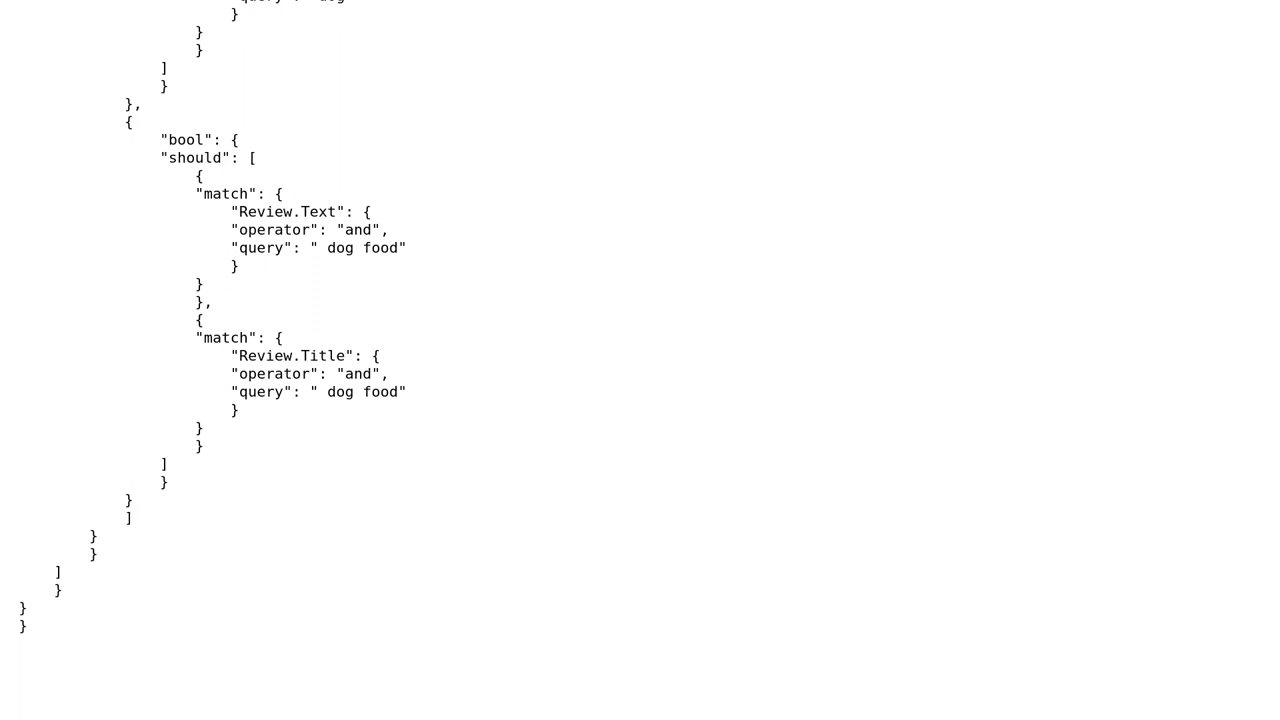 }
}
}
]
}
},
{
"bool": {
"should": [
{
"match": {
"Review.Text": {
"operator": "and",
"query": " dog food"
}
}
},
{
"match": {
"Review.Title": {
"operator": "and",
"query": " dog food"
}
}
}
]
}
}
]
}
}
]
}
}
}